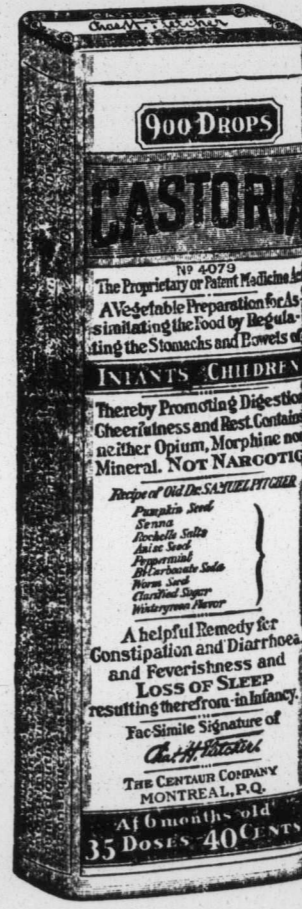 Chas. H. Fletcher
900 DROPS
CASTORIA
Nº 4079
The Proprietary or Patent Medicine Act
A Vegetable Preparation for As-
similating the Food by Regula-
ting the Stomachs and Bowels of
INFANTS CHILDREN
Thereby Promoting Digestion
Cheerfulness and Rest. Contains
neither Opium, Morphine nor
Mineral. NOT NARCOTIC
Recipe of Old Dr. SAMUEL PITCHER
Pumpkin Seed
Senna
Rochelle Salts
Anise Seed
Peppermint
Bi Carbonate Soda
Worm Seed
Clarified Sugar
Wintergreen Flavor
A helpful Remedy for
Constipation and Diarrhoea.
and Feverishness and
LOSS OF SLEEP
resulting therefrom-in Infancy.
Fac-Simile Signature of
Chas. H. Fletcher
THE CENTAUR COMPANY
MONTREAL, P.Q.
At 6 months old
35 DOSES - 40 CENTS